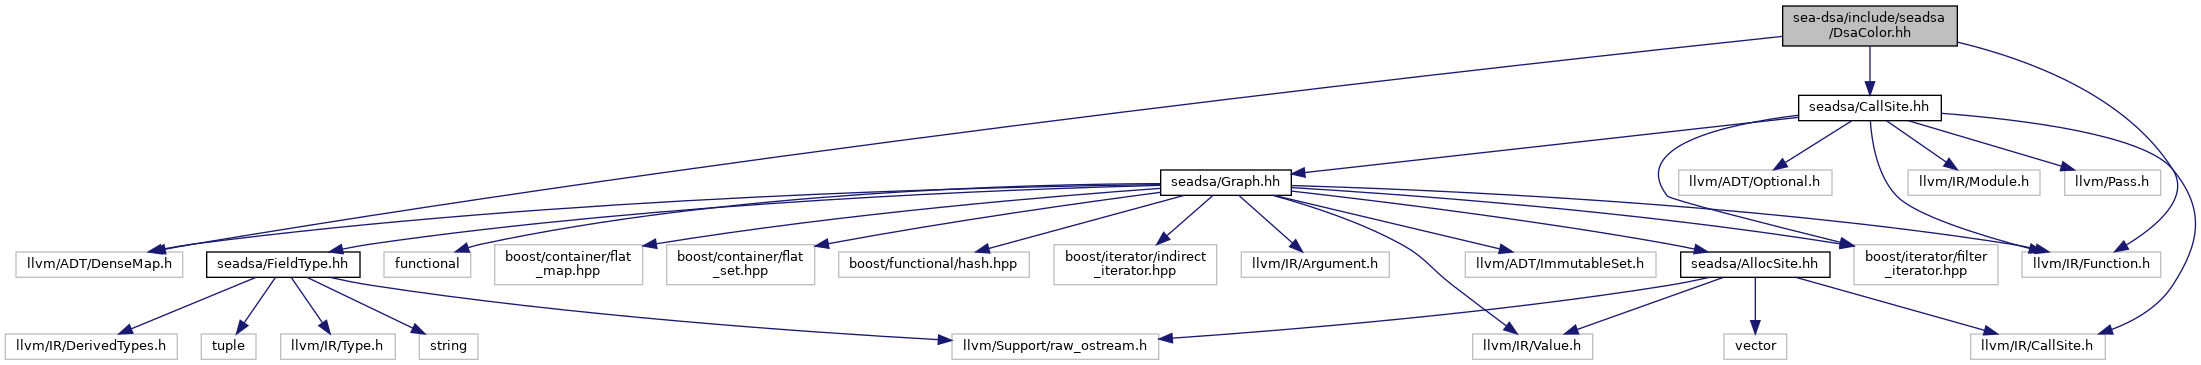 sea-dsa/include/seadsa
/DsaColor.hh
seadsa/CallSite.hh
seadsa/Graph.hh
llvm/ADT/Optional.h
llvm/IR/Module.h
llvm/Pass.h
llvm/ADT/DenseMap.h
seadsa/FieldType.hh
functional
boost/container/flat
_map.hpp
boost/container/flat
_set.hpp
boost/functional/hash.hpp
boost/iterator/indirect
_iterator.hpp
llvm/IR/Argument.h
llvm/ADT/ImmutableSet.h
seadsa/AllocSite.hh
boost/iterator/filter
_iterator.hpp
llvm/IR/Function.h
llvm/IR/DerivedTypes.h
tuple
llvm/IR/Type.h
string
llvm/Support/raw_ostream.h
llvm/IR/Value.h
vector
llvm/IR/CallSite.h